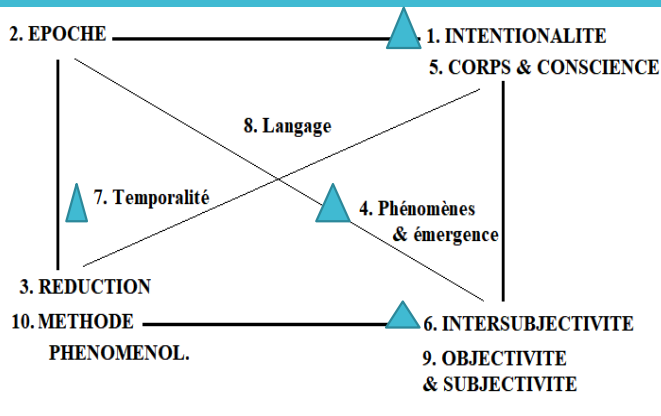 2. EPOCHE
1. INTENTIONALITE
5. CORPS & CONSCIENCE
8. Langage
7. Temporalité
4. Phénomènes
& émergence
3. REDUCTION
10. METHODE
PHENOMENOL.
6. INTERSUBJECTIVITE
9. OBJECTIVITE
& SUBJECTIVITE